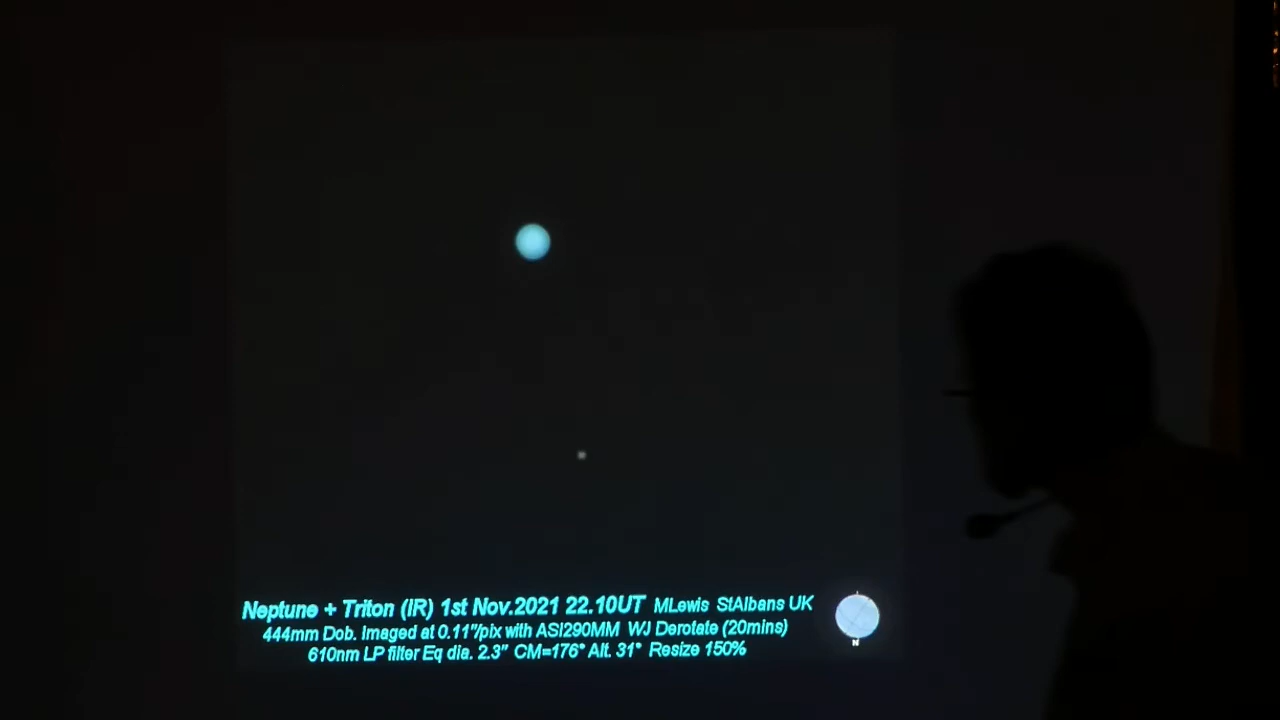 Neptune + Triton (IR) 1st Nov.2021 22.10UT MLewis StAlbans UK
444mm Dob. Imaged at 0.11"/pix with ASI290MM WJ Derotate (20mins)
610nm LP filter Eq dia. 2.3" CM=176° Alt. 31° Resize 150%
N